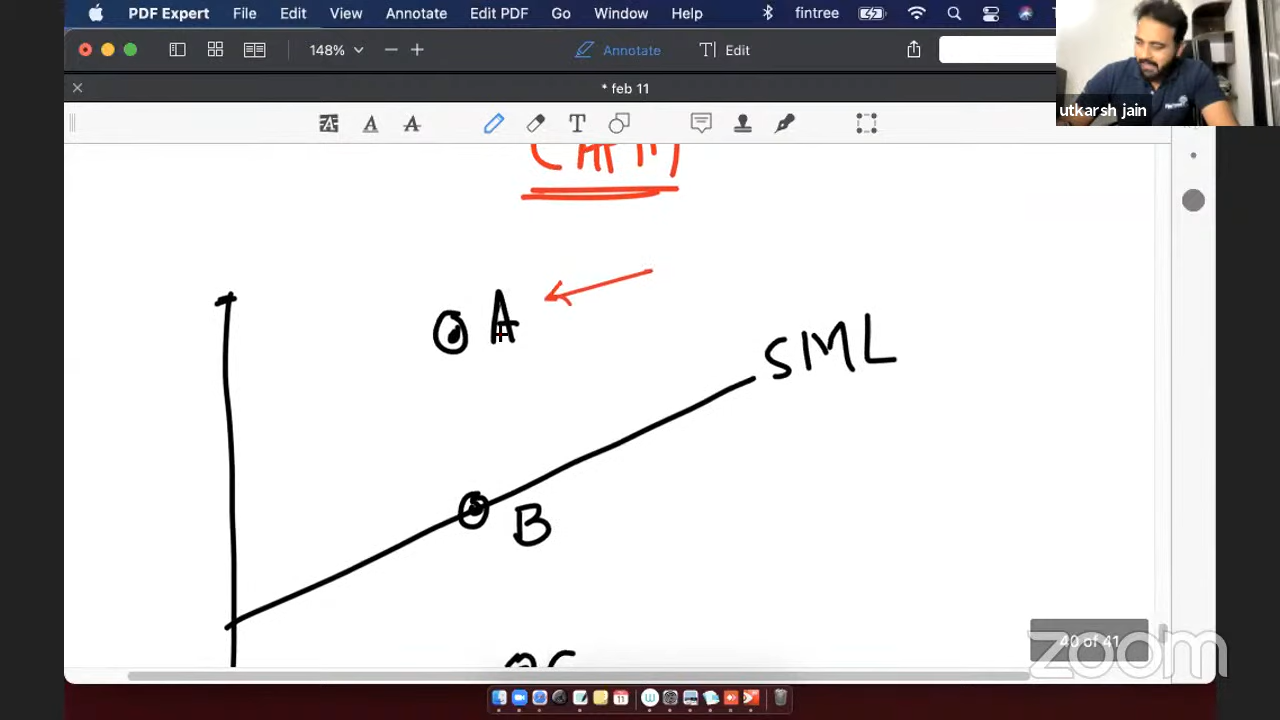 PDF Expert File Edit View Annotate Edit PDF Go Window Help fintree
148% Annotate Edit
utkarsh jain
* feb 11
A
SML
B
40 of 41
zoom